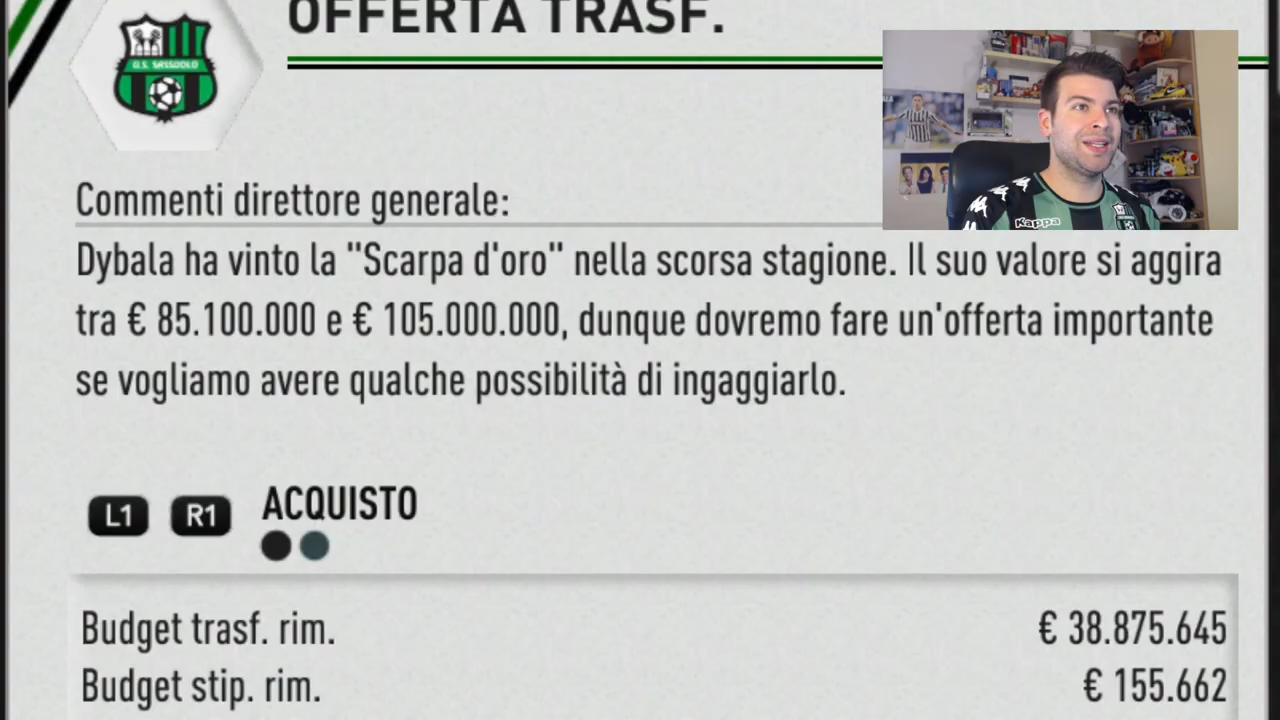 OFFERTA TRASF.
U.S. SASSUOLO
Kappa
Commenti direttore generale:
Dybala ha vinto la "Scarpa d'oro" nella scorsa stagione. Il suo valore si aggira
tra € 85.100.000 e € 105.000.000, dunque dovremo fare un'offerta importante
se vogliamo avere qualche possibilità di ingaggiarlo.
L1 R1 ACQUISTO
Budget trasf. rim. € 38.875.645
Budget stip. rim. € 155.662